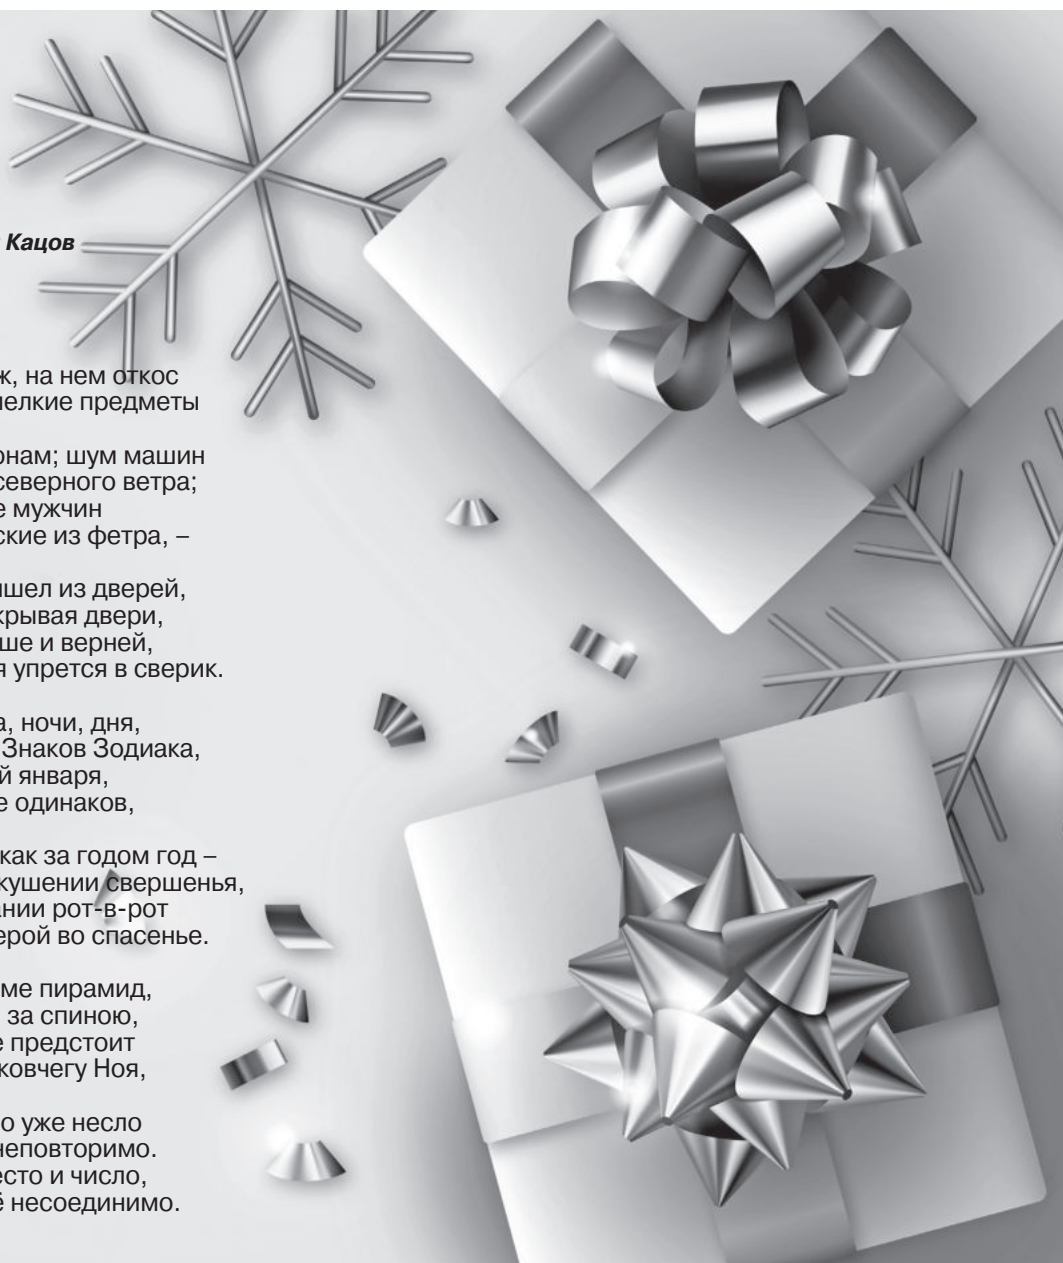 Кацов
ж, на нем откос
мелкие предметы
онам; шум машин
северного ветра;
е мужчин
ские из фетра, –
шел из дверей,
крывая двери,
ше и верней,
я упрется в сверик.
а, ночи, дня,
Знаков Зодиака,
й января,
е одинаков,
как за годом год –
кушении свершенья,
нии рот-в-рот
ерой во спасенье.
ме пирамид,
за спиною,
е предстоит
ковчегу Ноя,
о уже несло
неповторимо.
сто и число,
ё несоединимо.